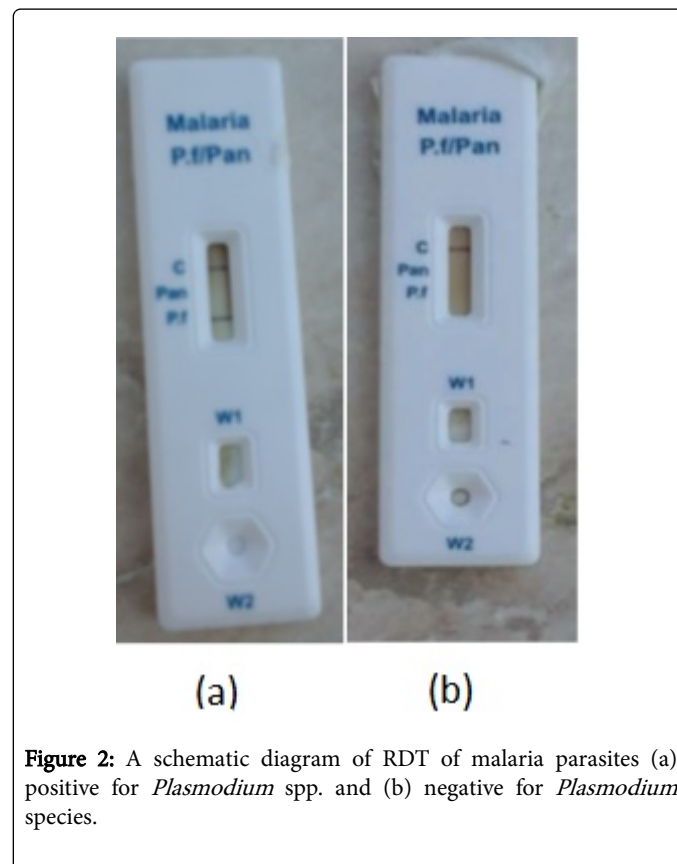 Malaria
P.f/Pan
C
Pan
P.f
W1
W2
Malaria
P.f/Pan
C
Pan
P.f
W1
W2
(a)
(b)
Figure 2: A schematic diagram of RDT of malaria parasites (a)
positive for Plasmodium spp. and (b) negative for Plasmodium
species.